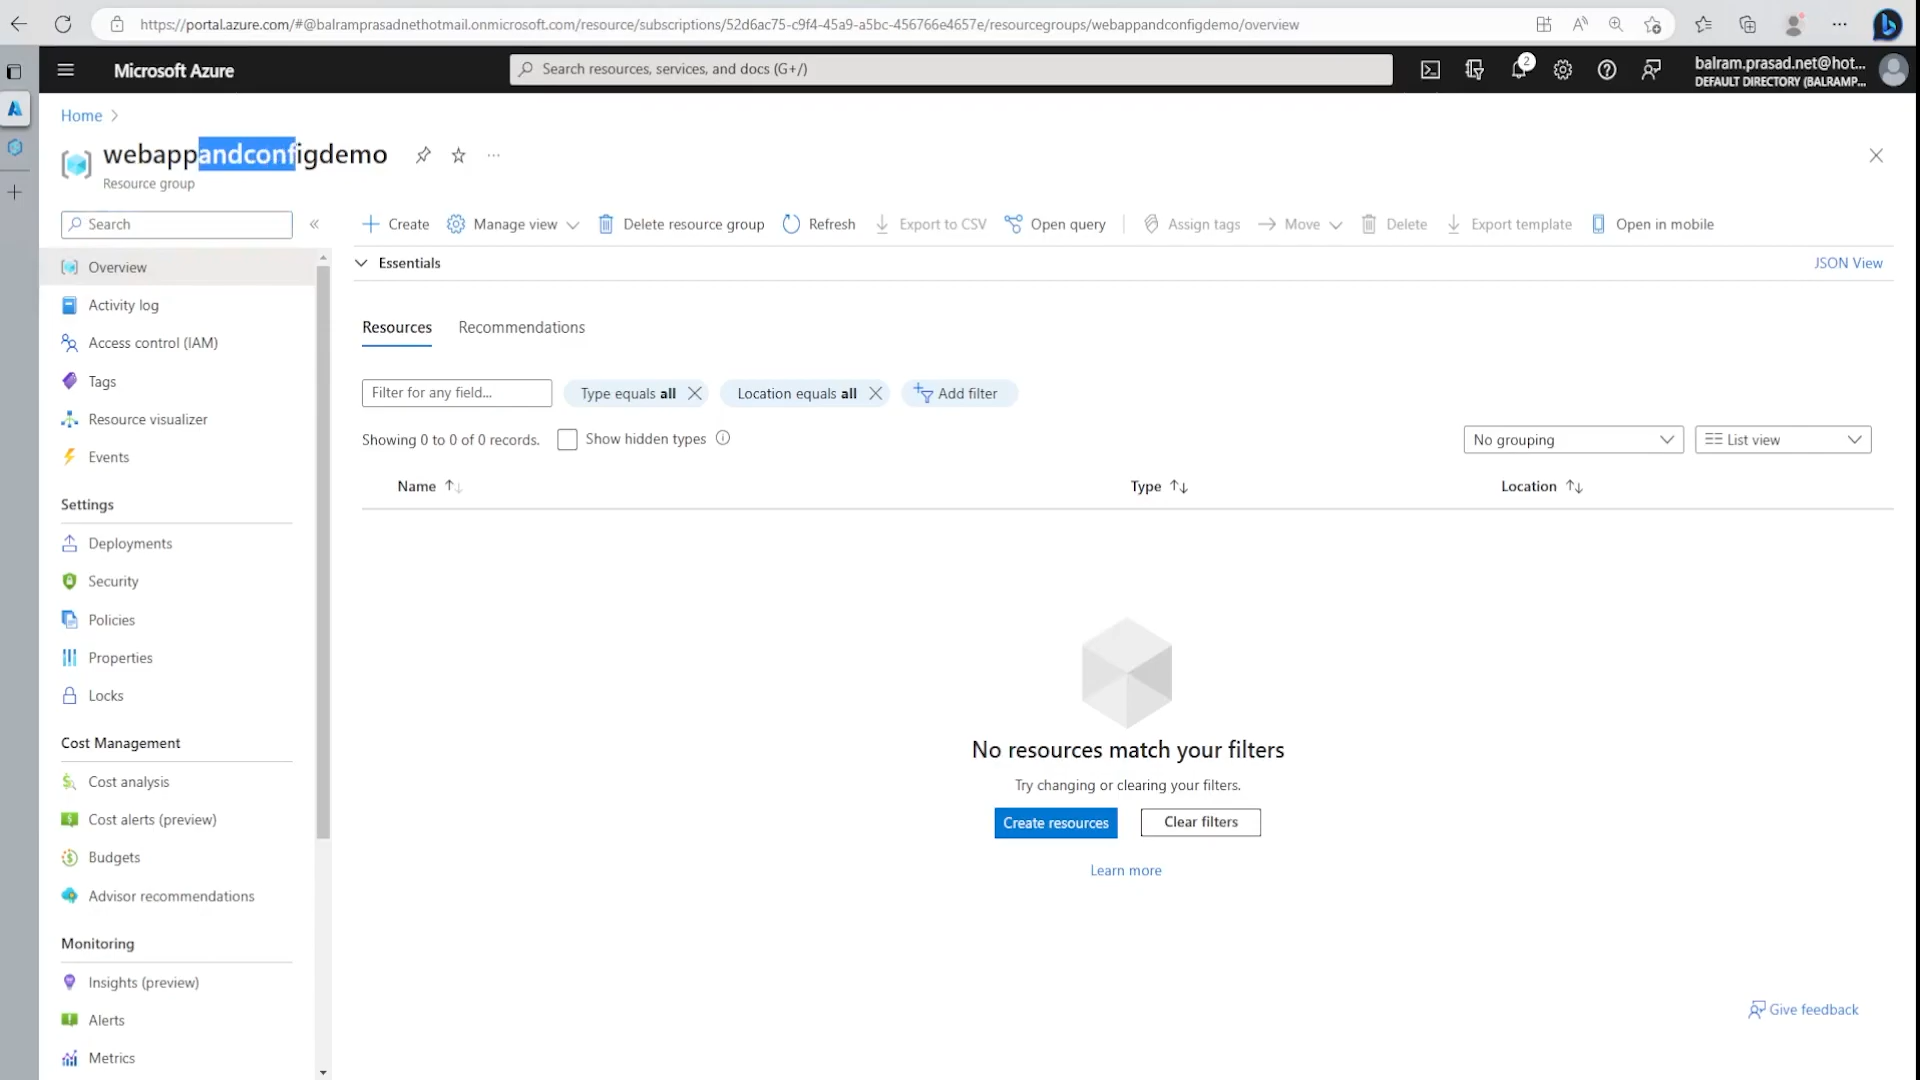 https://portal.azure.com/#@balramprasadnethotmail.onmicrosoft.com/resource/subscriptions/52d6ac75-c9f4-45a9-a5bc-456766e4657e/resourcegroups/webappandconfigdemo/overview
Microsoft Azure
Search resources, services, and docs (G+/)
2
balram.prasad.net@hot...
DEFAULT DIRECTORY (BALRAMP...
Home
webappandconfigdemo
Resource group
Search
Create
Manage view
Delete resource group
Refresh
Export to CSV
Open query
Assign tags
Move
Delete
Export template
Open in mobile
Overview
Activity log
Access control (IAM)
Tags
Resource visualizer
Events
Settings
Deployments
Security
Policies
Properties
Locks
Cost Management
Cost analysis
Cost alerts (preview)
Budgets
Advisor recommendations
Monitoring
Insights (preview)
Alerts
Metrics
Essentials
JSON View
Resources
Recommendations
Filter for any field...
Type equals all
Location equals all
Add filter
Showing 0 to 0 of 0 records.
Show hidden types
No grouping
List view
Name
Type
Location
No resources match your filters
Try changing or clearing your filters.
Create resources
Clear filters
Learn more
Give feedback